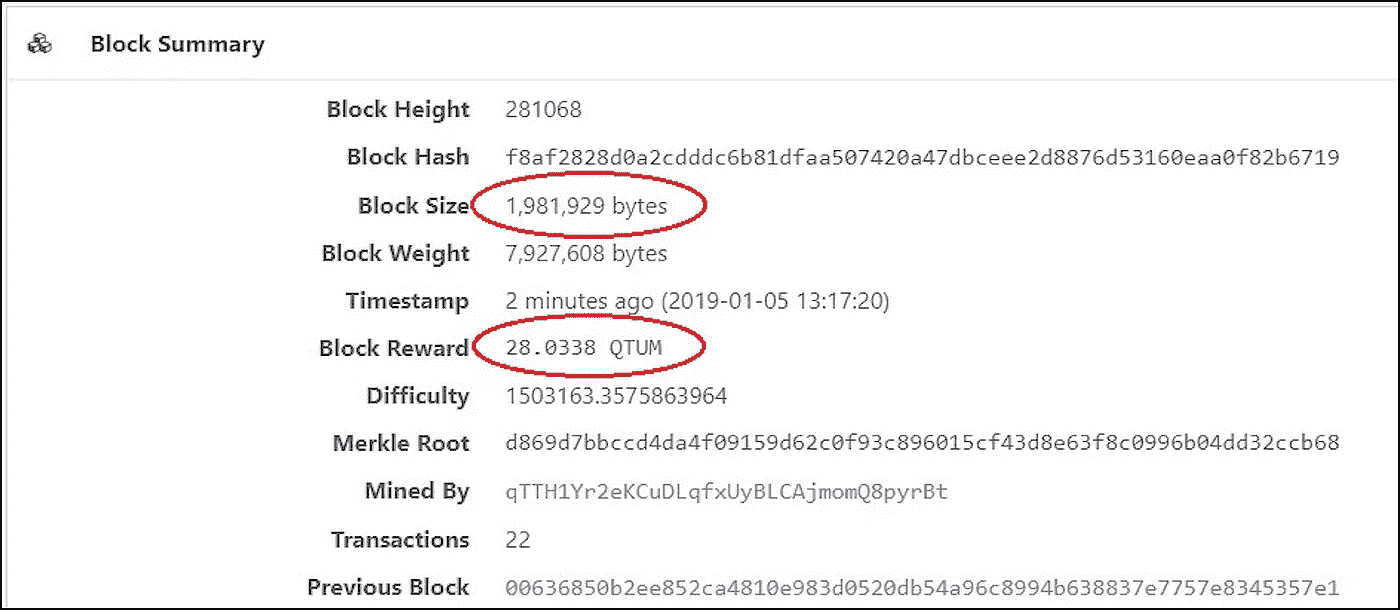 Block Summary
Block Height 281068
Block Hash f8af2828d0a2cdddc6b81dfaa507420a47dbceee2d8876d53160eaa0f82b6719
Block Size 1,981,929 bytes
Block Weight 7,927,608 bytes
Timestamp 2 minutes ago (2019-01-05 13:17:20)
Block Reward 28.0338 QTUM
Difficulty 1503163.3575863964
Merkle Root d869d7bbccd4da4f09159d62c0f93c896015cf43d8e63f8c0996b04dd32ccb68
Mined By qTTH1Yr2eKCuDLqfxUyBLCAjmomQ8pyrBt
Transactions 22
Previous Block 00636850b2ee852ca4810e983d0520db54a96c8994b638837e7757e8345357e1